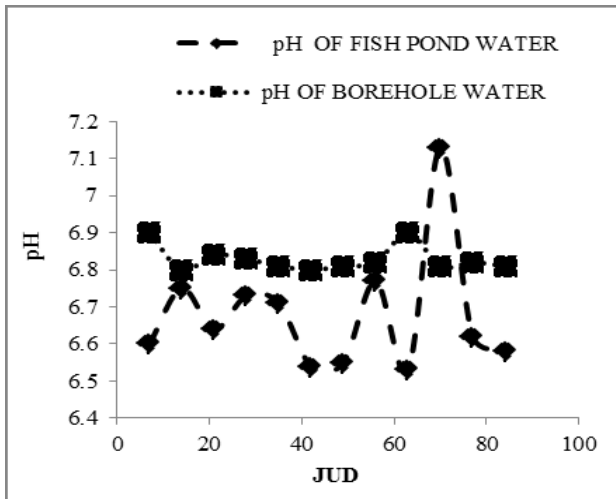 pH OF FISH POND WATER
pH OF BOREHOLE WATER
7.2
7.1
7
6.9
6.8
6.7
6.6
6.5
6.4
pH
0 20 40 60 80 100
JUD